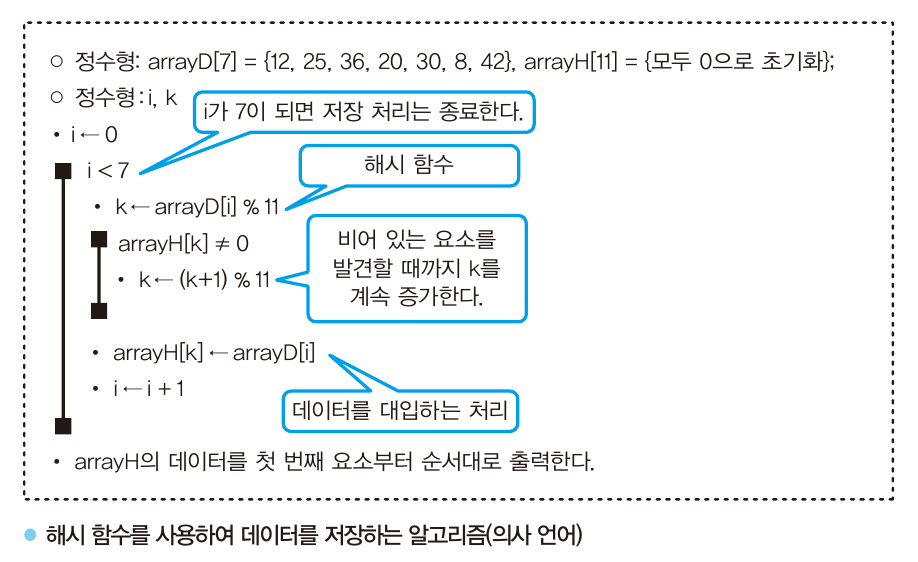 ○ 정수형: arrayD[7] = {12, 25, 36, 20, 30, 8, 42}, arrayH[11] = {모두 0으로 초기화};
○ 정수형: i, k
i가 7이 되면 저장 처리는 종료한다.
• i ← 0
i < 7
해시 함수
• k ← arrayD[i] % 11
arrayH[k] ≠ 0
• k ← (k+1) % 11
비어 있는 요소를
발견할 때까지 k를
계속 증가한다.
• arrayH[k] ← arrayD[i]
• i ← i + 1
데이터를 대입하는 처리
• arrayH의 데이터를 첫 번째 요소부터 순서대로 출력한다.
● 해시 함수를 사용하여 데이터를 저장하는 알고리즘(의사 언어)